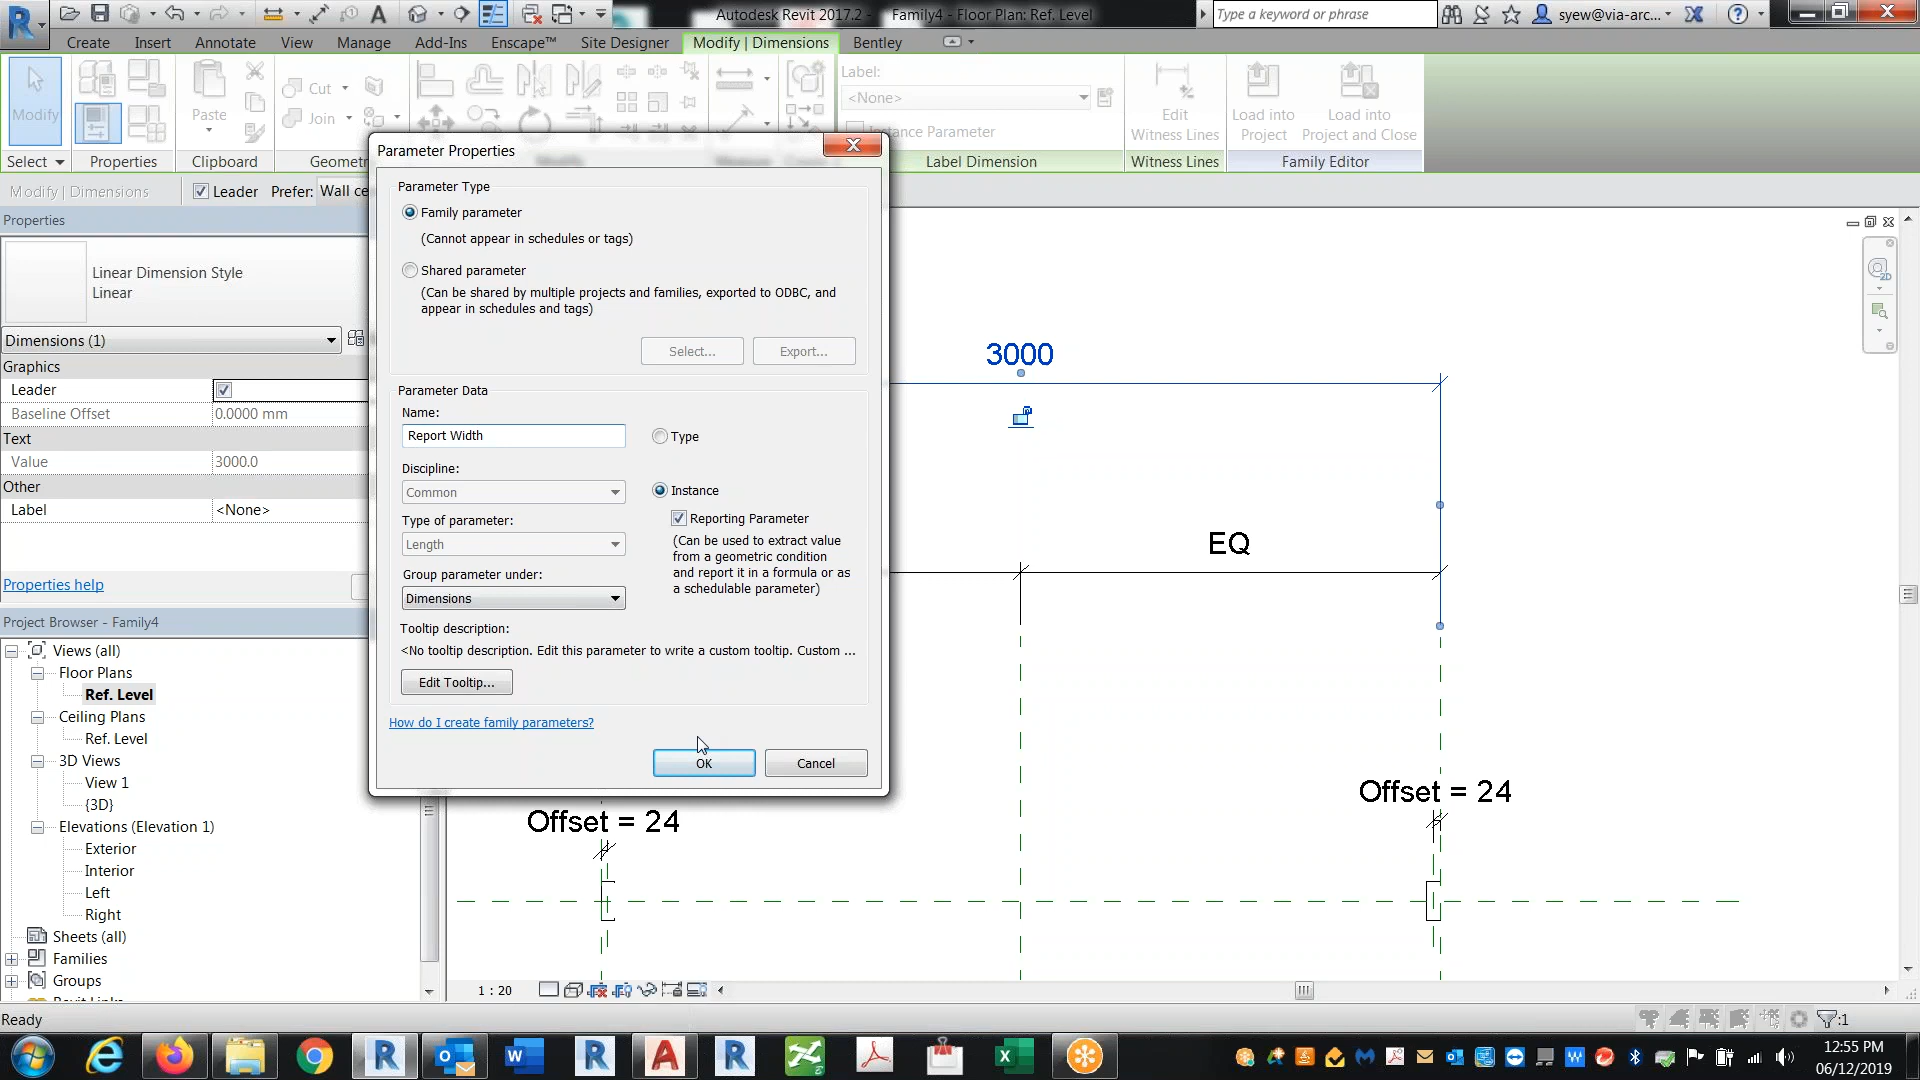 Autodesk Revit 2017.2 -    Family4 - Floor Plan: Ref. Level
Type a keyword or phrase
syew@via-arc...
Create
Insert
Annotate
View
Manage
Add-Ins
Enscape™
Site Designer
Modify | Dimensions
Bentley
Modify
Paste
Cut
Join
Label:
<None>
Instance Parameter
Edit
Witness Lines
Load into
Project
Load into
Project and Close
Select
Properties
Clipboard
Geometr
Label Dimension
Witness Lines
Family Editor
Modify | Dimensions
Leader
Prefer:
Wall ce
Properties
Linear Dimension Style
Linear
Dimensions (1)
Graphics
Leader
Baseline Offset
0.0000 mm
Text
Value
3000.0
Other
Label
<None>
Properties help
Project Browser - Family4
Views (all)
Floor Plans
Ref. Level
Ceiling Plans
Ref. Level
3D Views
View 1
{3D}
Elevations (Elevation 1)
Exterior
Interior
Left
Right
Sheets (all)
Families
Groups
Parameter Properties
Parameter Type
Family parameter
(Cannot appear in schedules or tags)
Shared parameter
(Can be shared by multiple projects and families, exported to ODBC, and
appear in schedules and tags)
Select...
Export...
Parameter Data
Name:
Report Width
Type
Discipline:
Common
Instance
Type of parameter:
Reporting Parameter
Length
(Can be used to extract value
from a geometric condition
and report it in a formula or as
a schedulable parameter)
Group parameter under:
Dimensions
Tooltip description:
<No tooltip description. Edit this parameter to write a custom tooltip. Custom ...
Edit Tooltip...
How do I create family parameters?
OK
Cancel
3000
EQ
Offset = 24
Offset = 24
1 : 20
Ready
:1
12:55 PM
06/12/2019